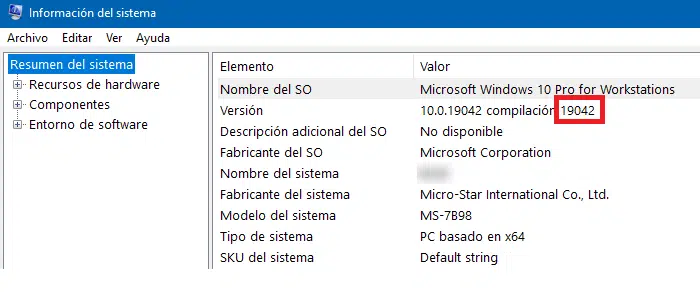 Información del sistema
Archivo Editar Ver Ayuda
Resumen del sistema
Recursos de hardware
Componentes
Entorno de software
Elemento Valor
Nombre del SO Microsoft Windows 10 Pro for Workstations
Versión 10.0.19042 compilación 19042
Descripción adicional del SO No disponible
Fabricante del SO Microsoft Corporation
Nombre del sistema
Fabricante del sistema Micro-Star International Co., Ltd.
Modelo del sistema MS-7B98
Tipo de sistema PC basado en x64
SKU del sistema Default string